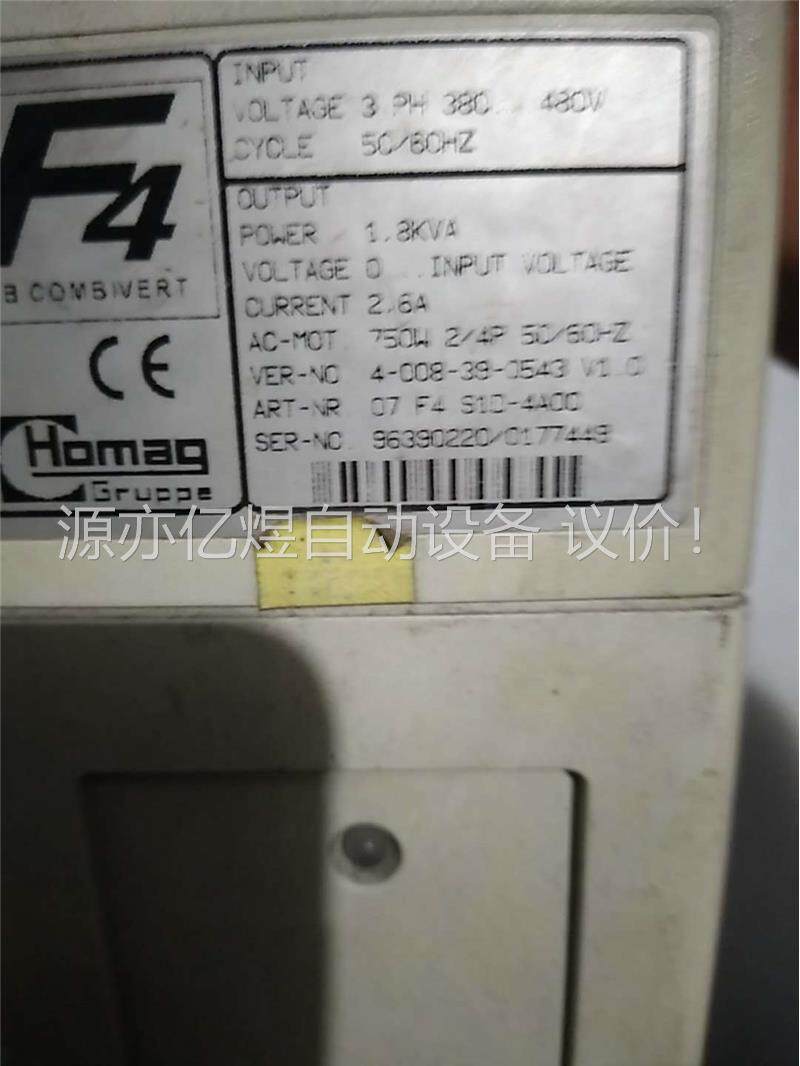 F4
B COMBIVERT
CE
Homag
Gruppe
INPUT
VOLTAGE 3 PH 380... 480V
CYCLE 50/60HZ
OUTPUT
POWER 1.8KVA
VOLTAGE 0 ...INPUT VOLTAGE
CURRENT 2.6A
AC-MOT. 750W 2/4P 50/60HZ
VER-NO 4-008-39-0543 V1.0
ART-NR 07 F4 S1D-4A00
SER-NO. 96390220/0177449
源亦亿煜自动设备 议价!